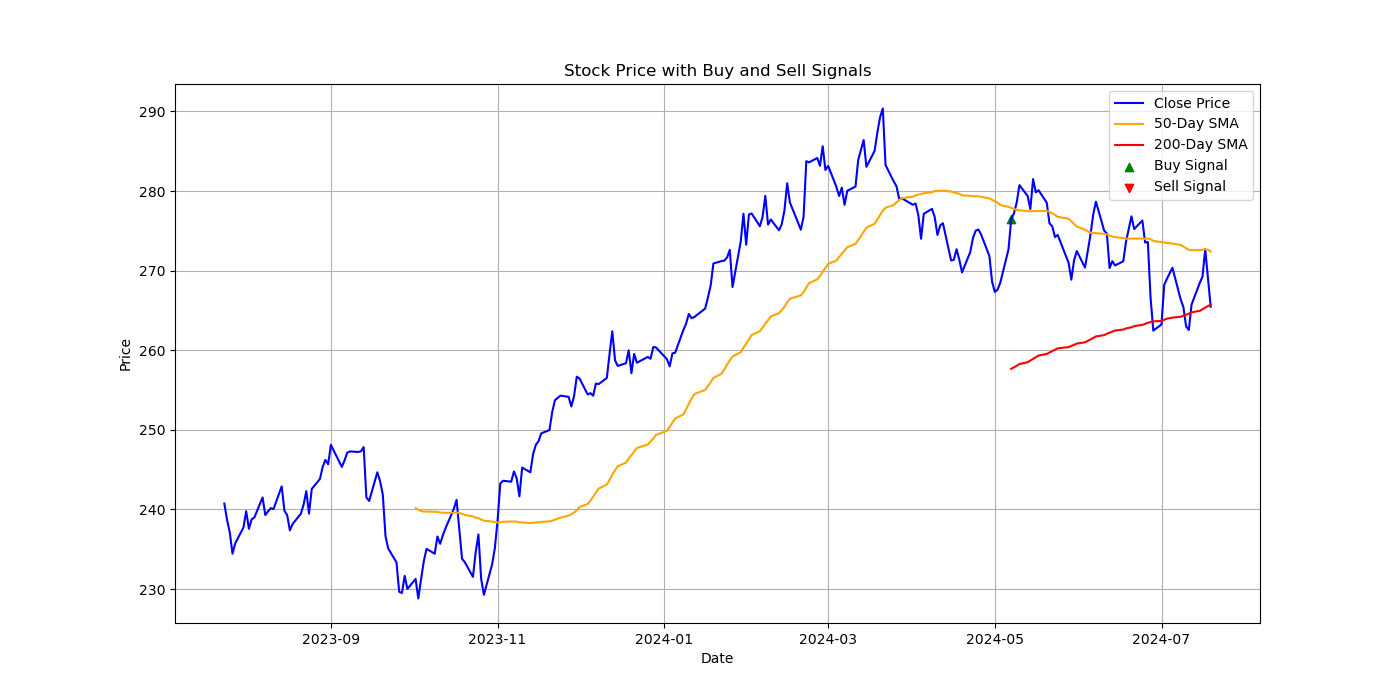 Stock Price with Buy and Sell Signals
Close Price
50-Day SMA
200-Day SMA
Buy Signal
Sell Signal
290
280
270
260
250
240
230
Price
2023-09
2023-11
2024-01
2024-03
2024-05
2024-07
Date